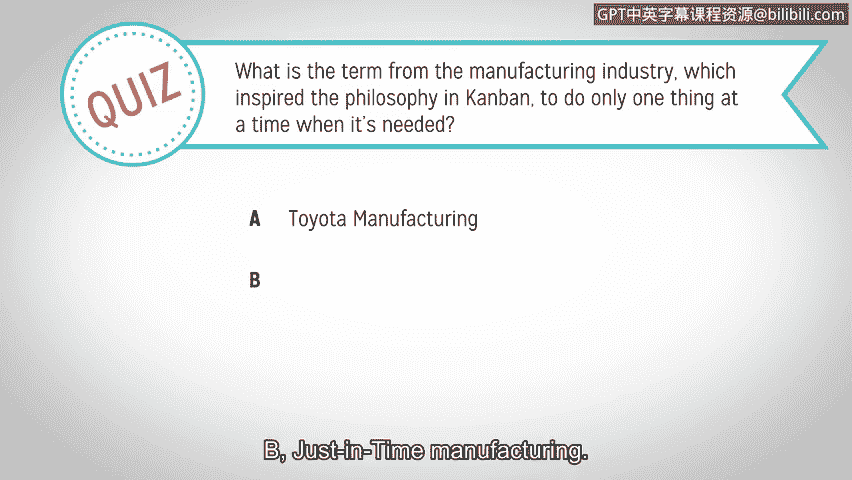 GPT中英字幕课程资源@bilibili.com
QUIZ
What is the term from the manufacturing industry, which
inspired the philosophy in Kanban, to do only one thing at
a time when it's needed?
A Toyota Manufacturing
B
B, Just-in-Time manufacturing.